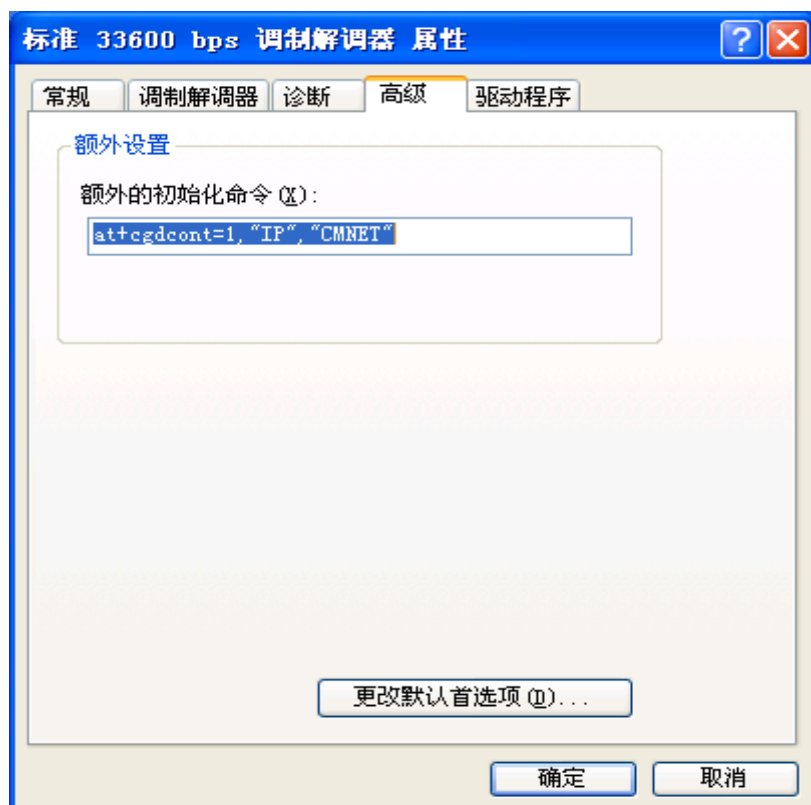 标准 33600 bps 调制解调器 属性
常规 调制解调器 诊断 高级 驱动程序
额外设置
额外的初始化命令(X):
at+cgdcont=1,"IP","CMNET"
更改默认首选项(D)...
确定 取消